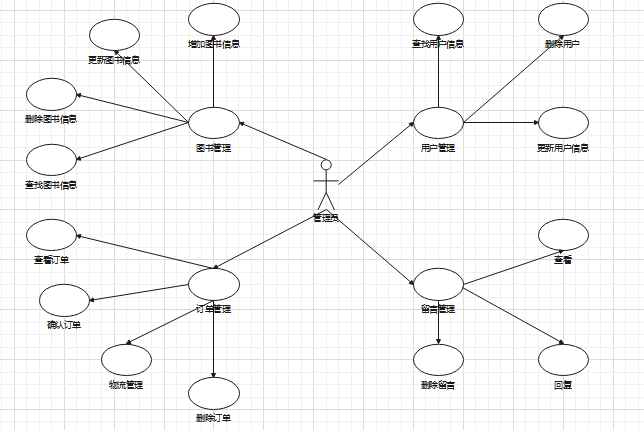 增加图书信息
查找用户信息
删除用户
更新图书信息
删除图书信息
图书管理
用户管理
更新用户信息
查找图书信息
管理员
查看订单
查看
订单管理
留言管理
确认订单
物流管理
删除留言
回复
删除订单